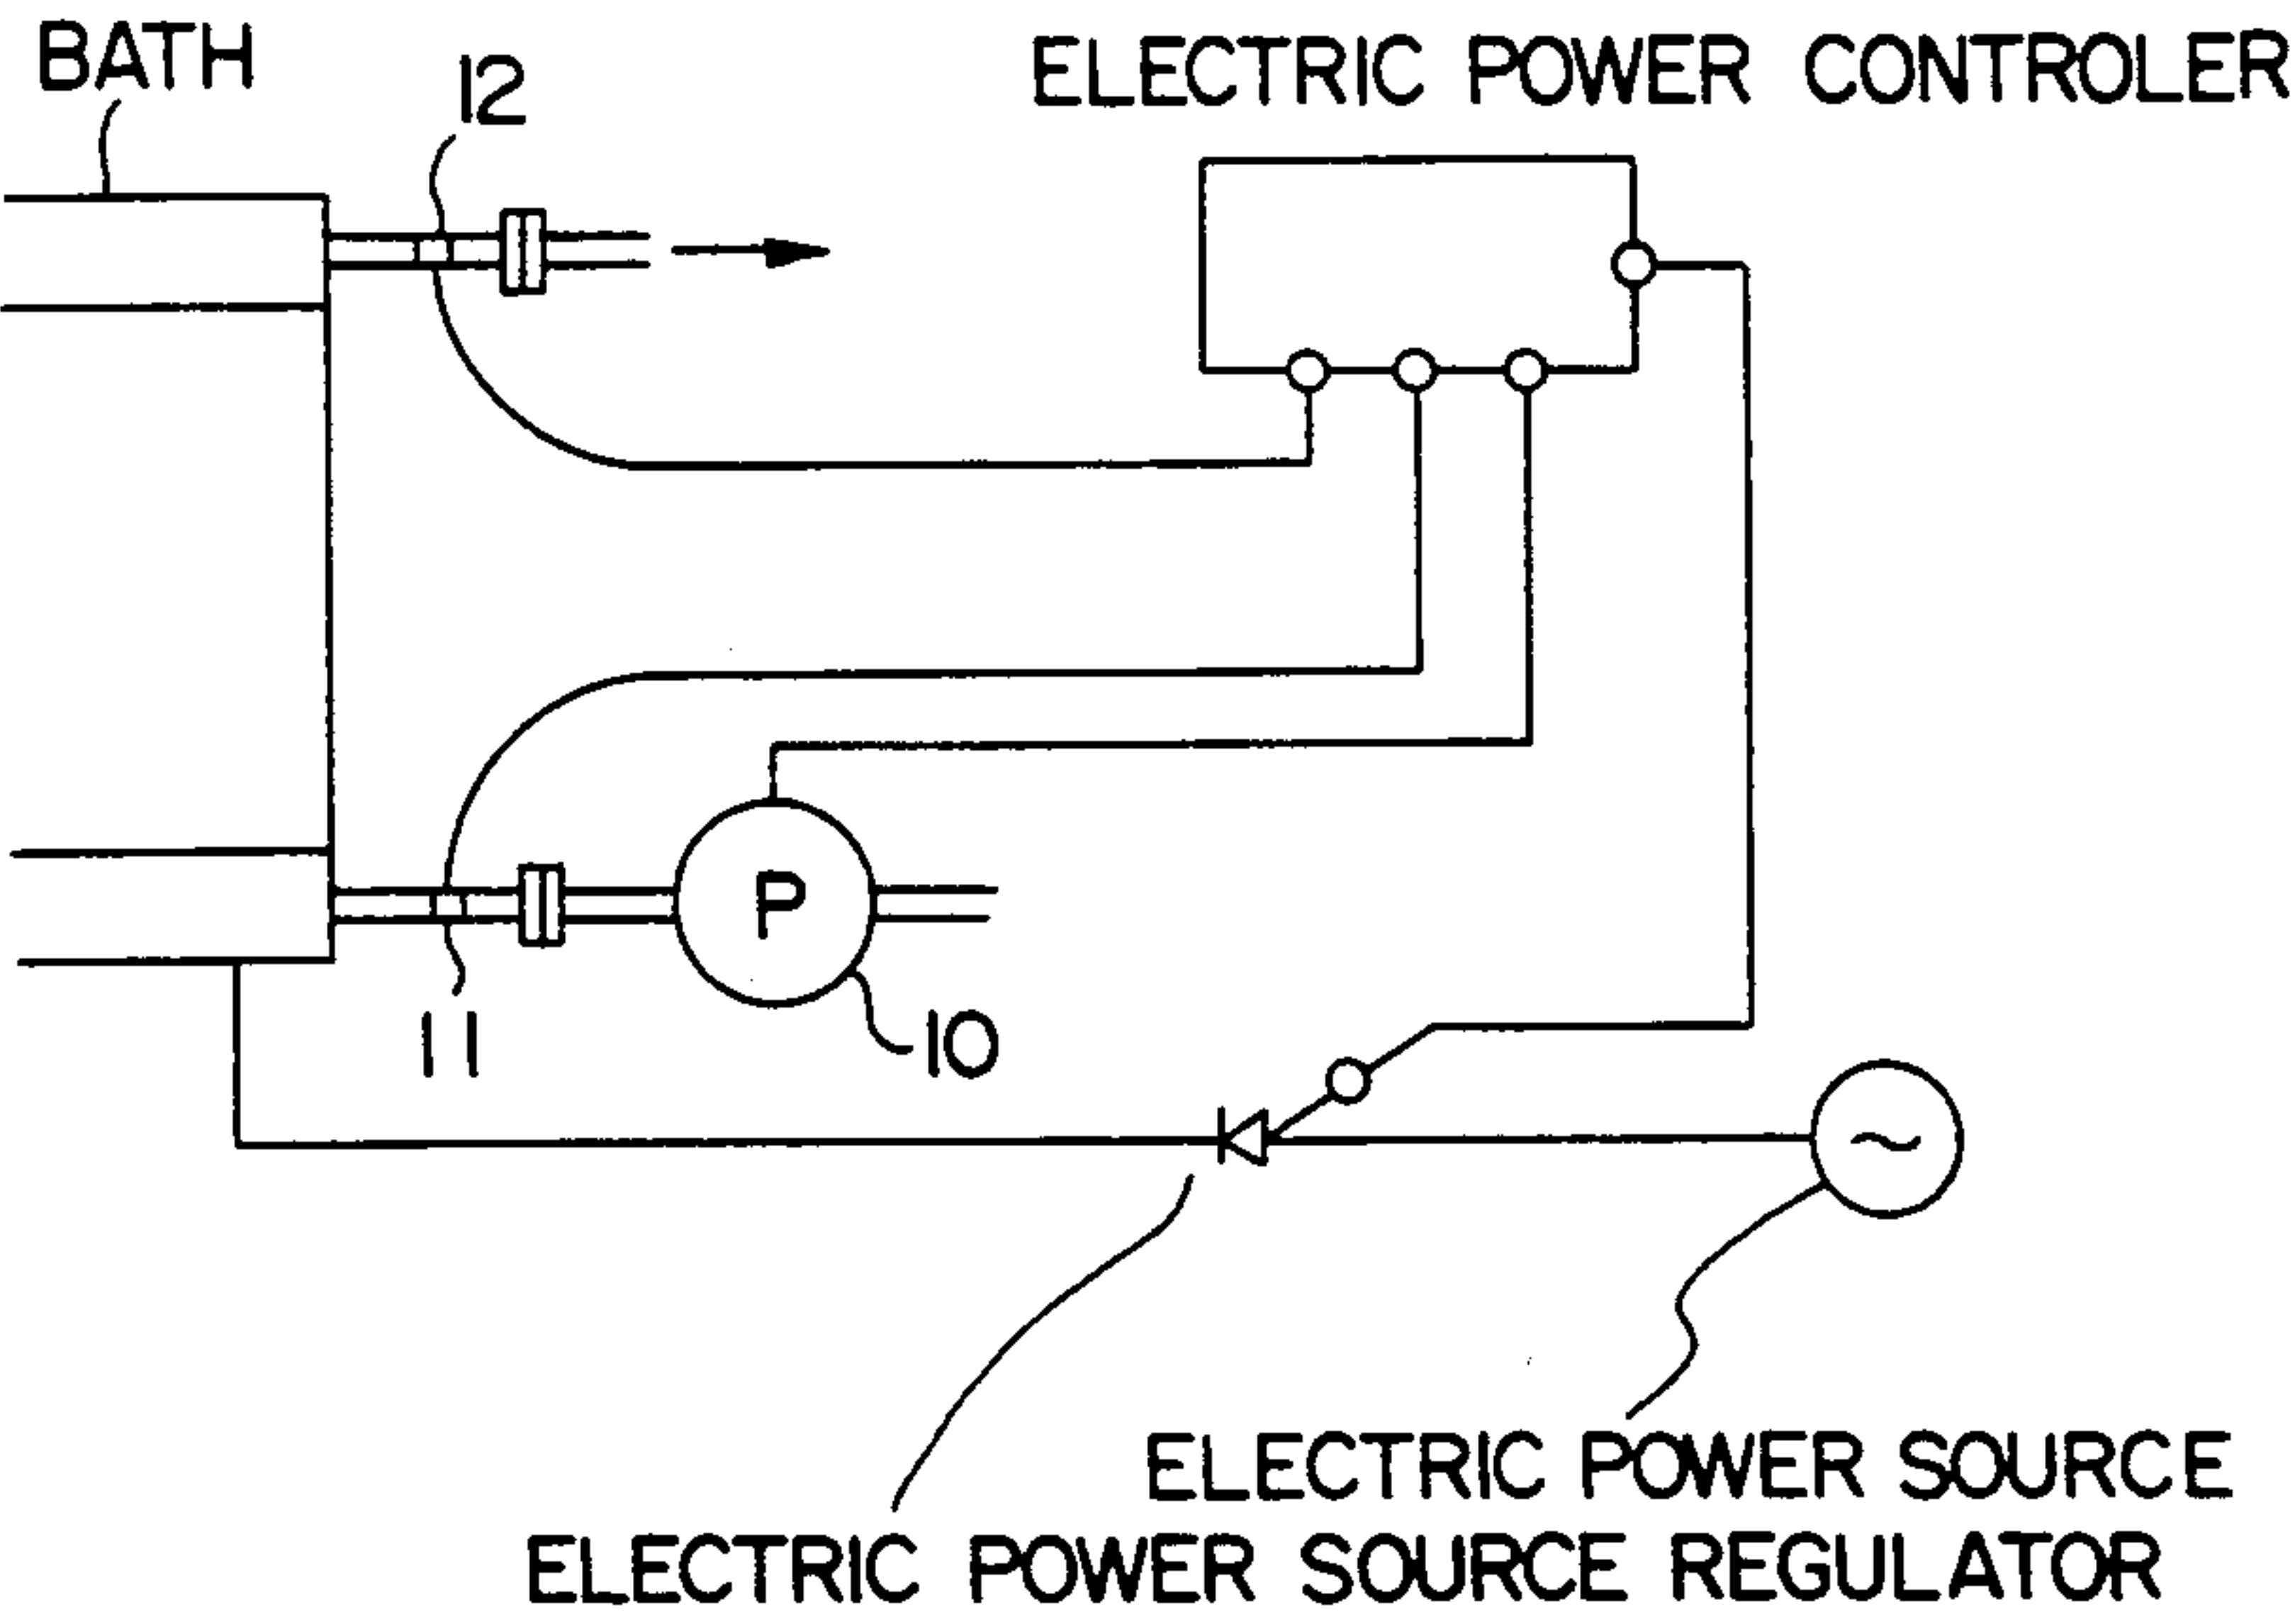 BATH
12
ELECTRIC POWER CONTROLER
P
11
10
~
ELECTRIC POWER SOURCE
ELECTRIC POWER SOURCE REGULATOR